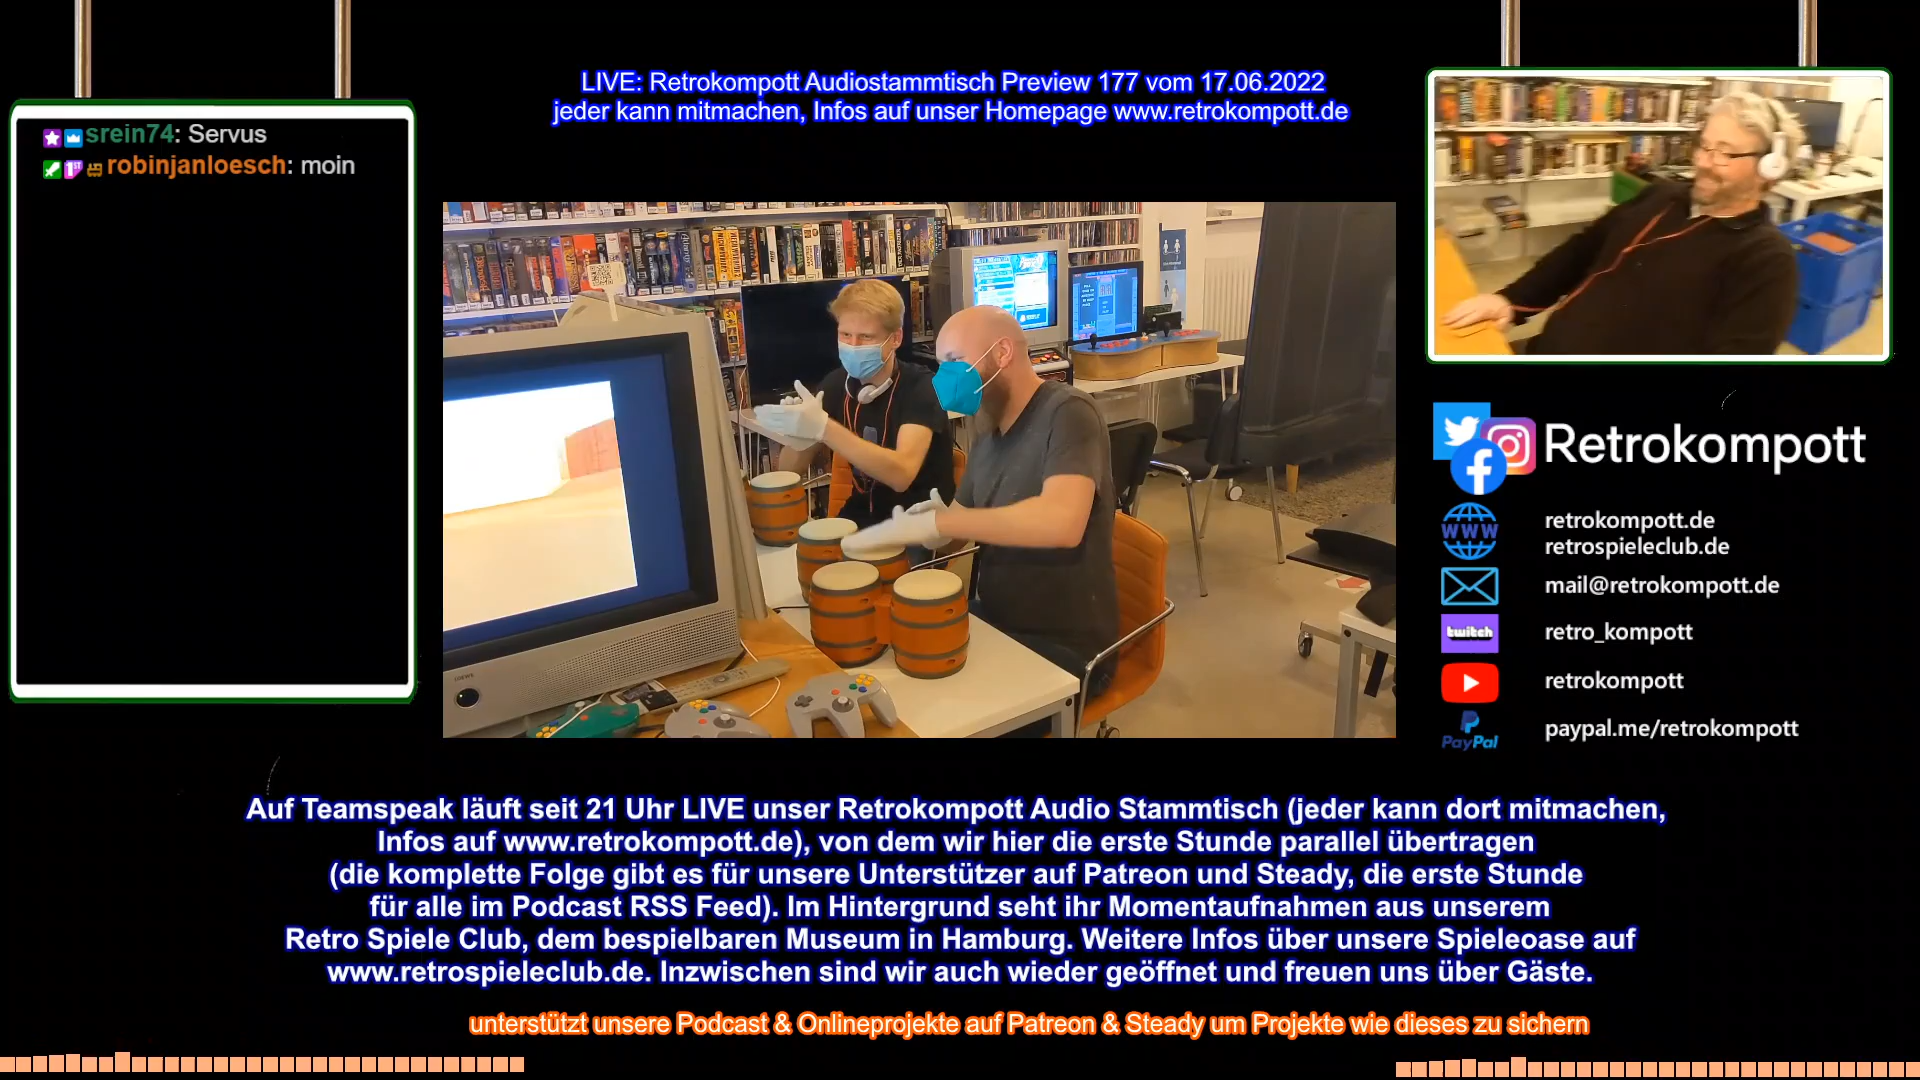 LIVE: Retrokompott Audiostammtisch Preview 177 vom 17.06.2022
jeder kann mitmachen, Infos auf unser Homepage www.retrokompott.de
srein74: Servus
robinjanloesch: moin
Retrokompott
WWW
retrokompott.de
retrospieleclub.de
mail@retrokompott.de
twitch
retro_kompott
retrokompott
PayPal
paypal.me/retrokompott
LOEWE
Auf Teamspeak läuft seit 21 Uhr LIVE unser Retrokompott Audio Stammtisch (jeder kann dort mitmachen,
Infos auf www.retrokompott.de), von dem wir hier die erste Stunde parallel übertragen
(die komplette Folge gibt es für unsere Unterstützer auf Patreon und Steady, die erste Stunde
für alle im Podcast RSS Feed). Im Hintergrund seht ihr Momentaufnahmen aus unserem
Retro Spiele Club, dem bespielbaren Museum in Hamburg. Weitere Infos über unsere Spieleoase auf
www.retrospieleclub.de. Inzwischen sind wir auch wieder geöffnet und freuen uns über Gäste.
unterstützt unsere Podcast & Onlineprojekte auf Patreon & Steady um Projekte wie dieses zu sichern